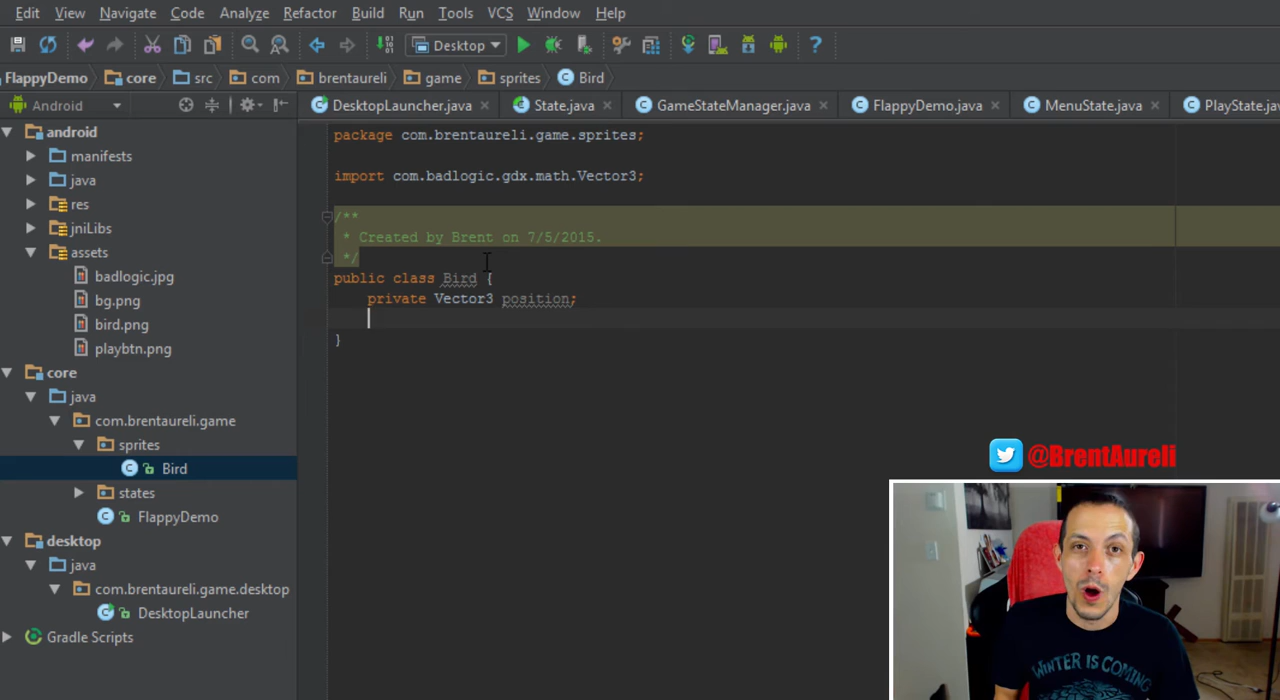 Edit View Navigate Code Analyze Refactor Build Run Tools VCS Window Help
Desktop
FlappyDemo core src com brentaureli game sprites Bird
Android
DesktopLauncher.java State.java GameStateManager.java FlappyDemo.java MenuState.java PlayState.jav
android
manifests
java
res
jniLibs
assets
badlogic.jpg
bg.png
bird.png
playbtn.png
core
java
com.brentaureli.game
sprites
Bird
states
FlappyDemo
desktop
java
com.brentaureli.game.desktop
DesktopLauncher
Gradle Scripts
package com.brentaureli.game.sprites;
import com.badlogic.gdx.math.Vector3;
/**
* Created by Brent on 7/5/2015.
*/
public class Bird {
private Vector3 position;
}
@BrentAureli
WINTER IS COMING